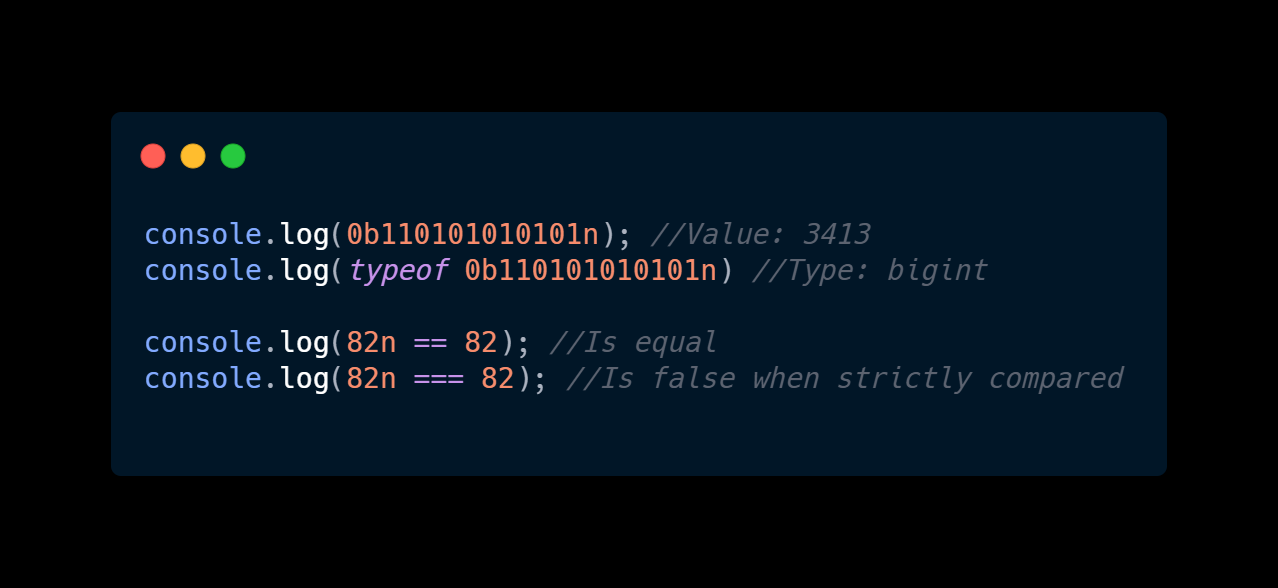 console.log(0b110101010101n); //Value: 3413
console.log(typeof 0b110101010101n) //Type: bigint
console.log(82n == 82); //Is equal
console.log(82n === 82); //Is false when strictly compared